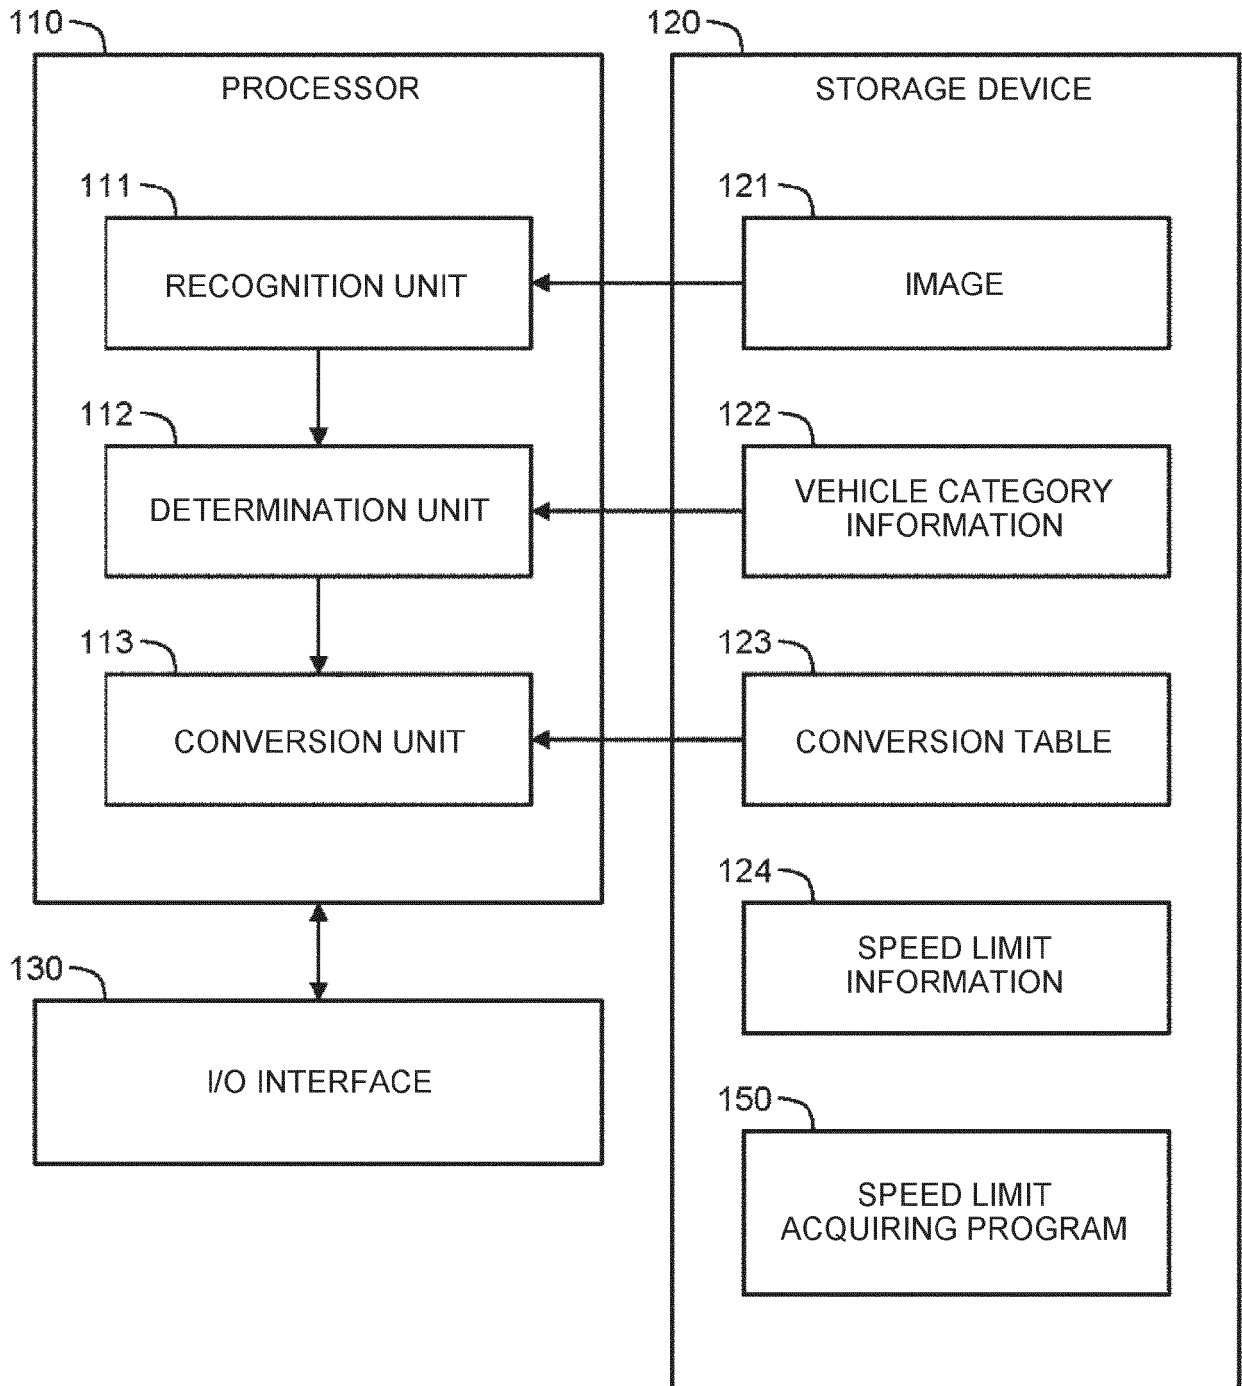 110
PROCESSOR
111
RECOGNITION UNIT
112
DETERMINATION UNIT
113
CONVERSION UNIT
130
I/O INTERFACE
120
STORAGE DEVICE
121
IMAGE
122
VEHICLE CATEGORY
INFORMATION
123
CONVERSION TABLE
124
SPEED LIMIT
INFORMATION
150
SPEED LIMIT
ACQUIRING PROGRAM